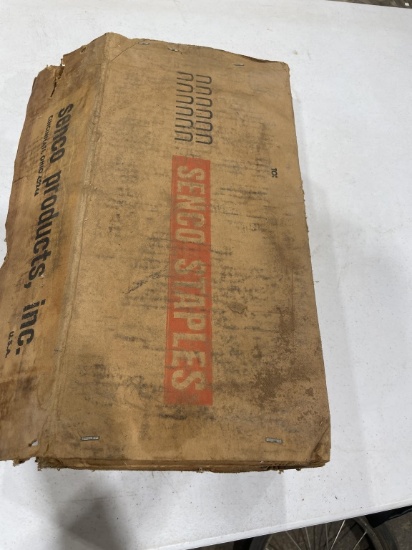 SENCO STAPLES
senco products, inc.
U.S.A.